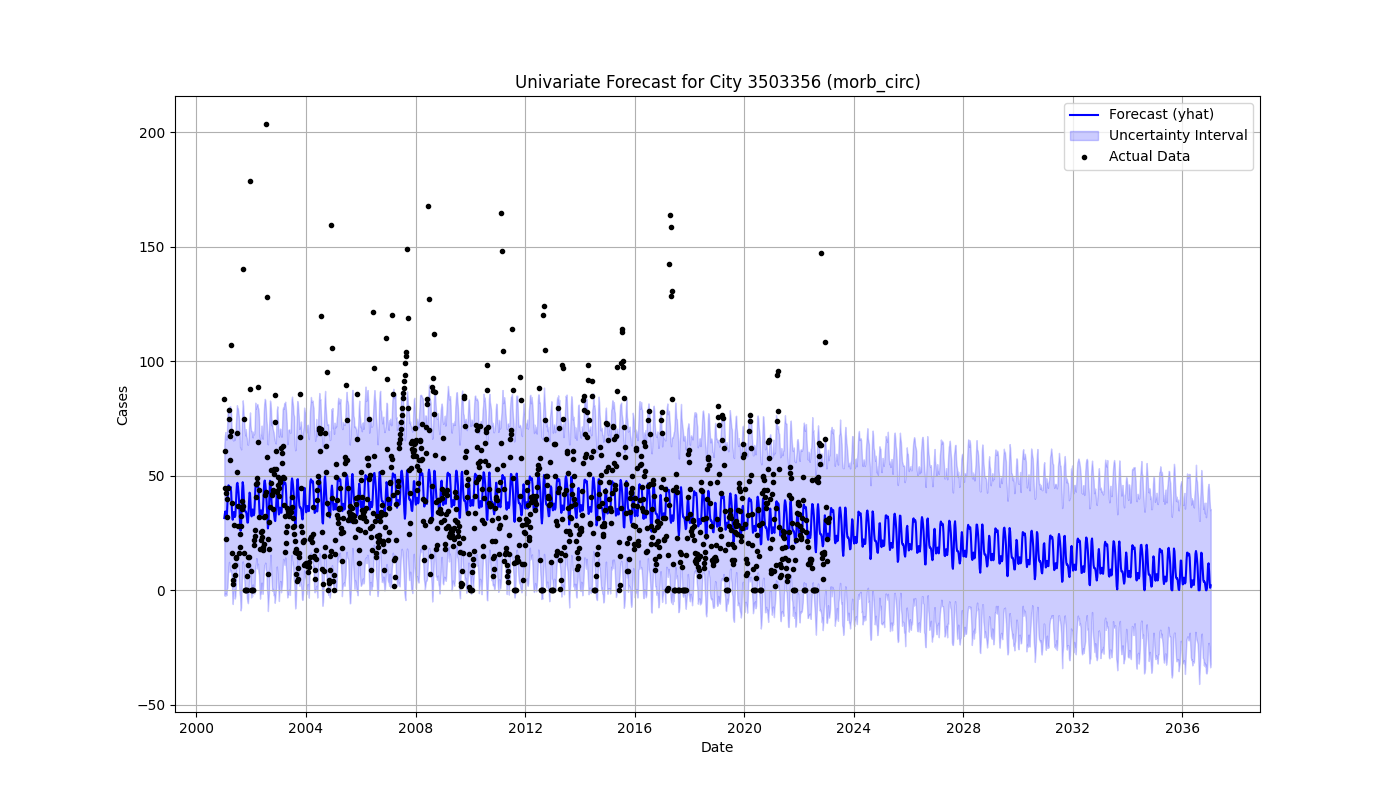 Univariate Forecast for City 3503356 (morb_circ)
Forecast (yhat)
Uncertainty Interval
Actual Data
200
150
100
50
0
−50
Cases
2000 2004 2008 2012 2016 2020 2024 2028 2032 2036
Date